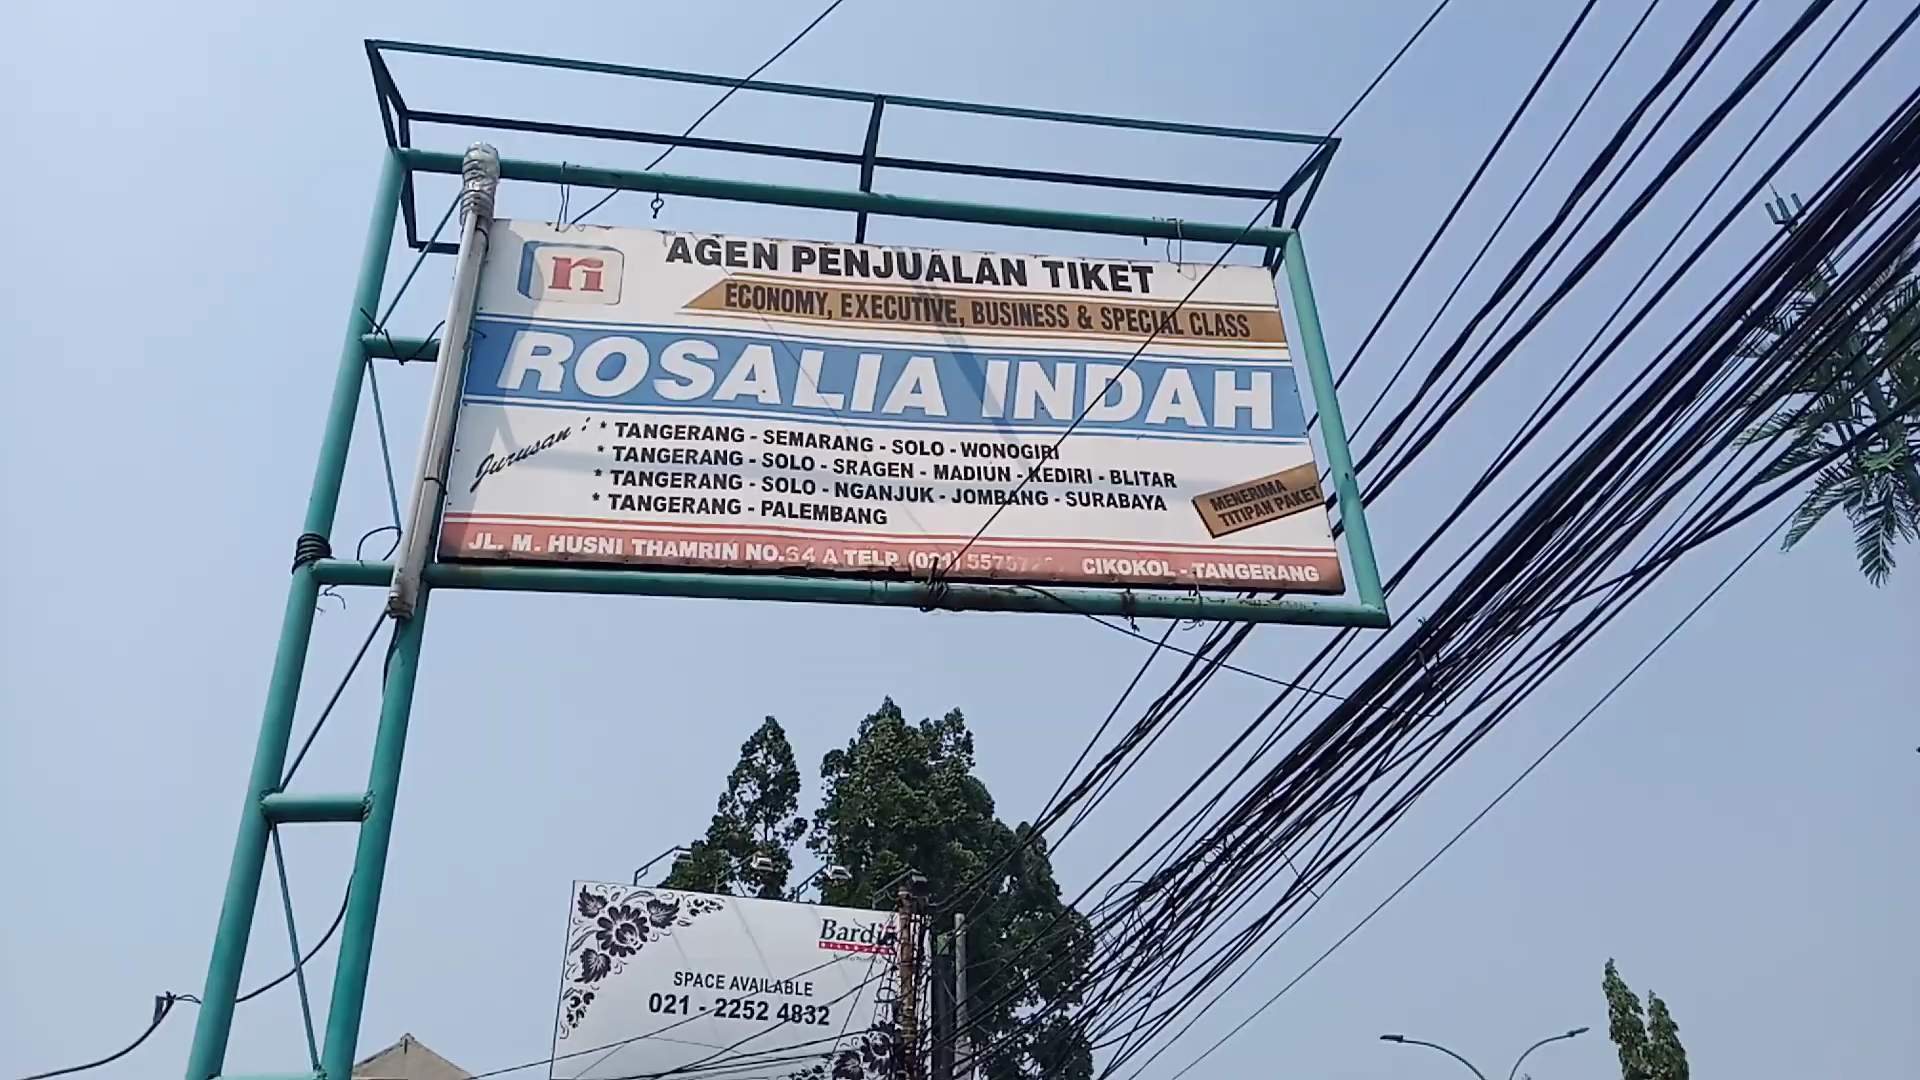 ri
AGEN PENJUALAN TIKET
ECONOMY, EXECUTIVE, BUSINESS & SPECIAL CLASS
ROSALIA INDAH
Jurusan :
* TANGERANG - SEMARANG - SOLO - WONOGIRI
* TANGERANG - SOLO - SRAGEN - MADIUN - KEDIRI - BLITAR
* TANGERANG - SOLO - NGANJUK - JOMBANG - SURABAYA
* TANGERANG - PALEMBANG
MENERIMA
TITIPAN PAKET
JL. M. HUSNI THAMRIN NO.64 A TELP. (021) CIKOKOL - TANGERANG
SPACE AVAILABLE
021 - 2252 4832